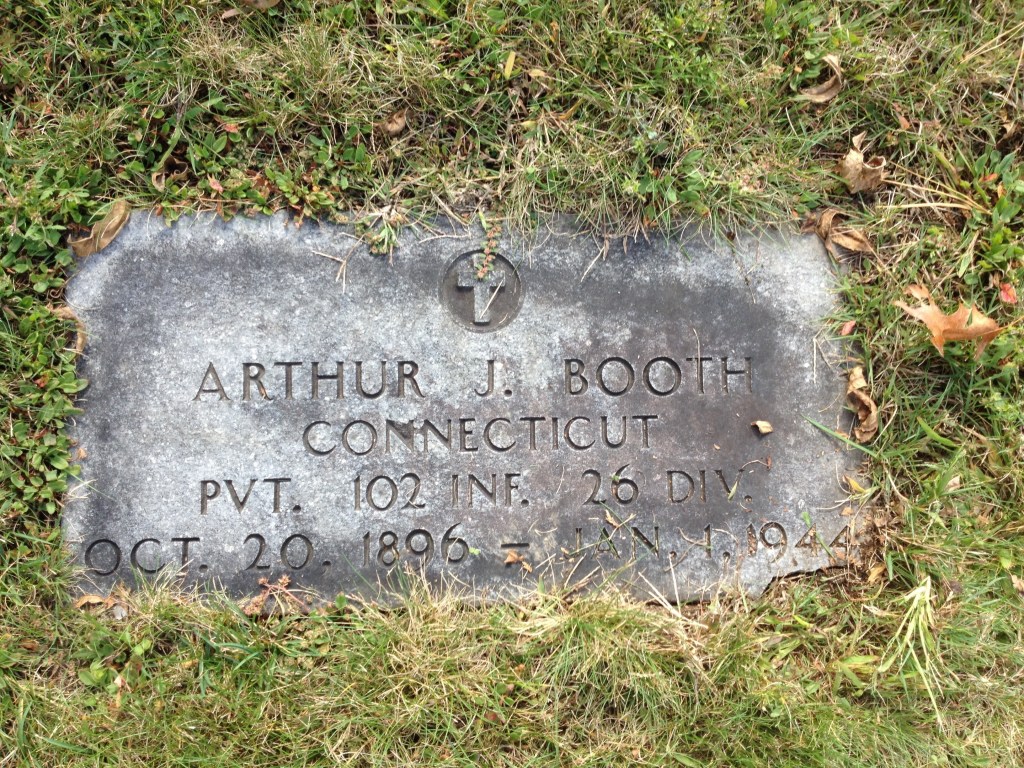 ARTHUR J. BOOTH
CONNECTICUT
PVT. 102 INF. 26 DIV.
OCT. 20. 1896 – JAN. 1, 1944